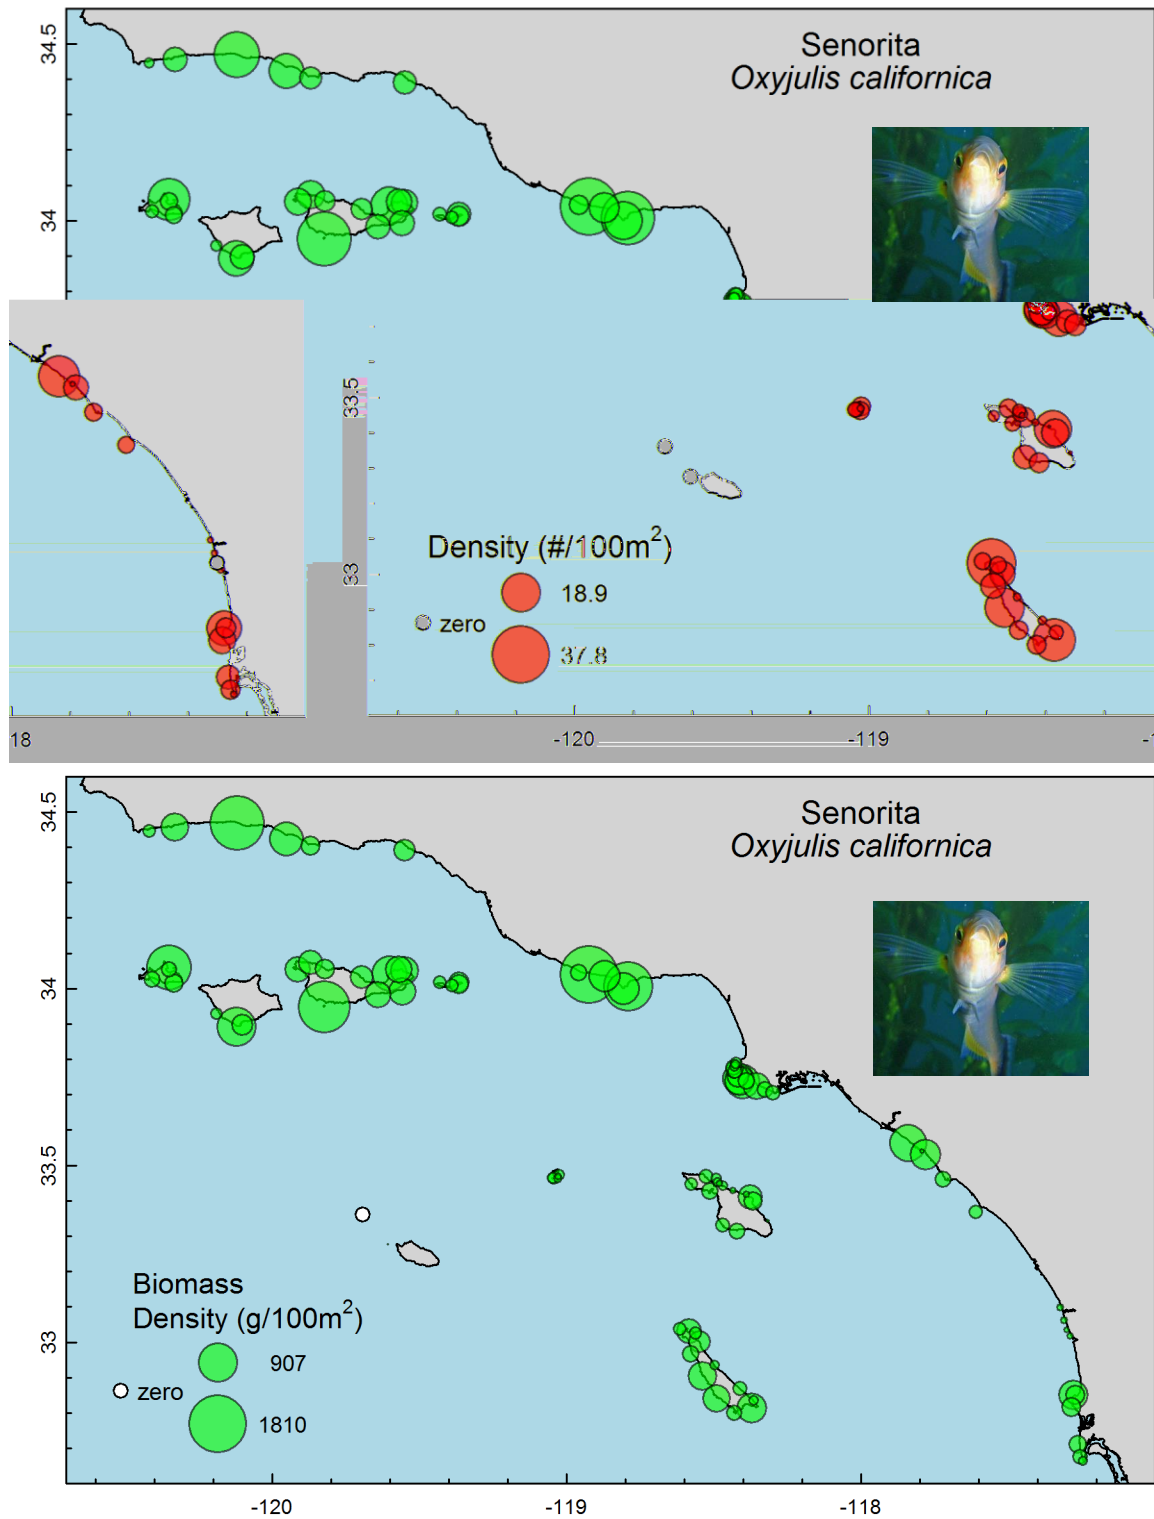 34.5
Senorita
Oxyjulis californica
34
33.5
Density (#/100m2)
33
18.9
zero
37.8
18
-120
-119
-1
34.5
Senorita
Oxyjulis californica
34
33.5
Biomass
Density (g/100m2)
33
907
zero
1810
-120
-119
-118